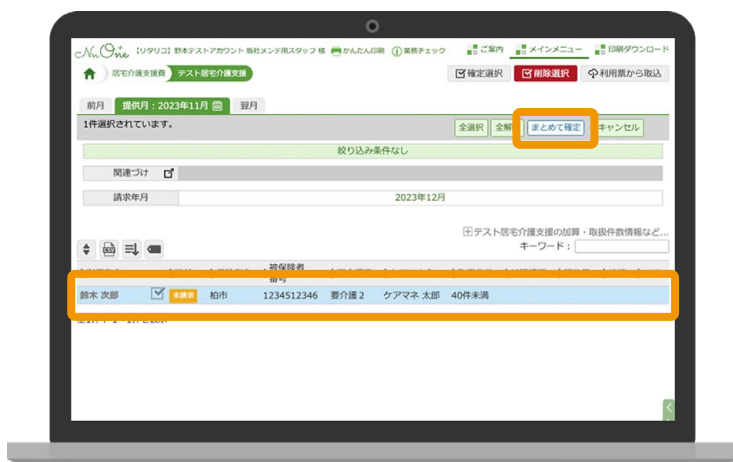 【リタリコ】野本テストアカウント 販社メンテ用スタッフ 様 かんたん印刷 業務チェック ご案内 メインメニュー 印刷ダウンロード
居宅介護支援費 テスト居宅介護支援 確定選択 削除選択 利用票から取込
前月 提供月:2023年11月 翌月
1件選択されています。 全選択 全解 まとめて確定 キャンセル
絞り込み条件なし
関連づけ
請求年月 2023年12月
テスト居宅介護支援の加算・取扱件数情報など...
キーワード:
被保険者
番号
鈴木 次郎 未請求 柏市 1234512346 要介護2 ケアマネ 太郎 40件未満